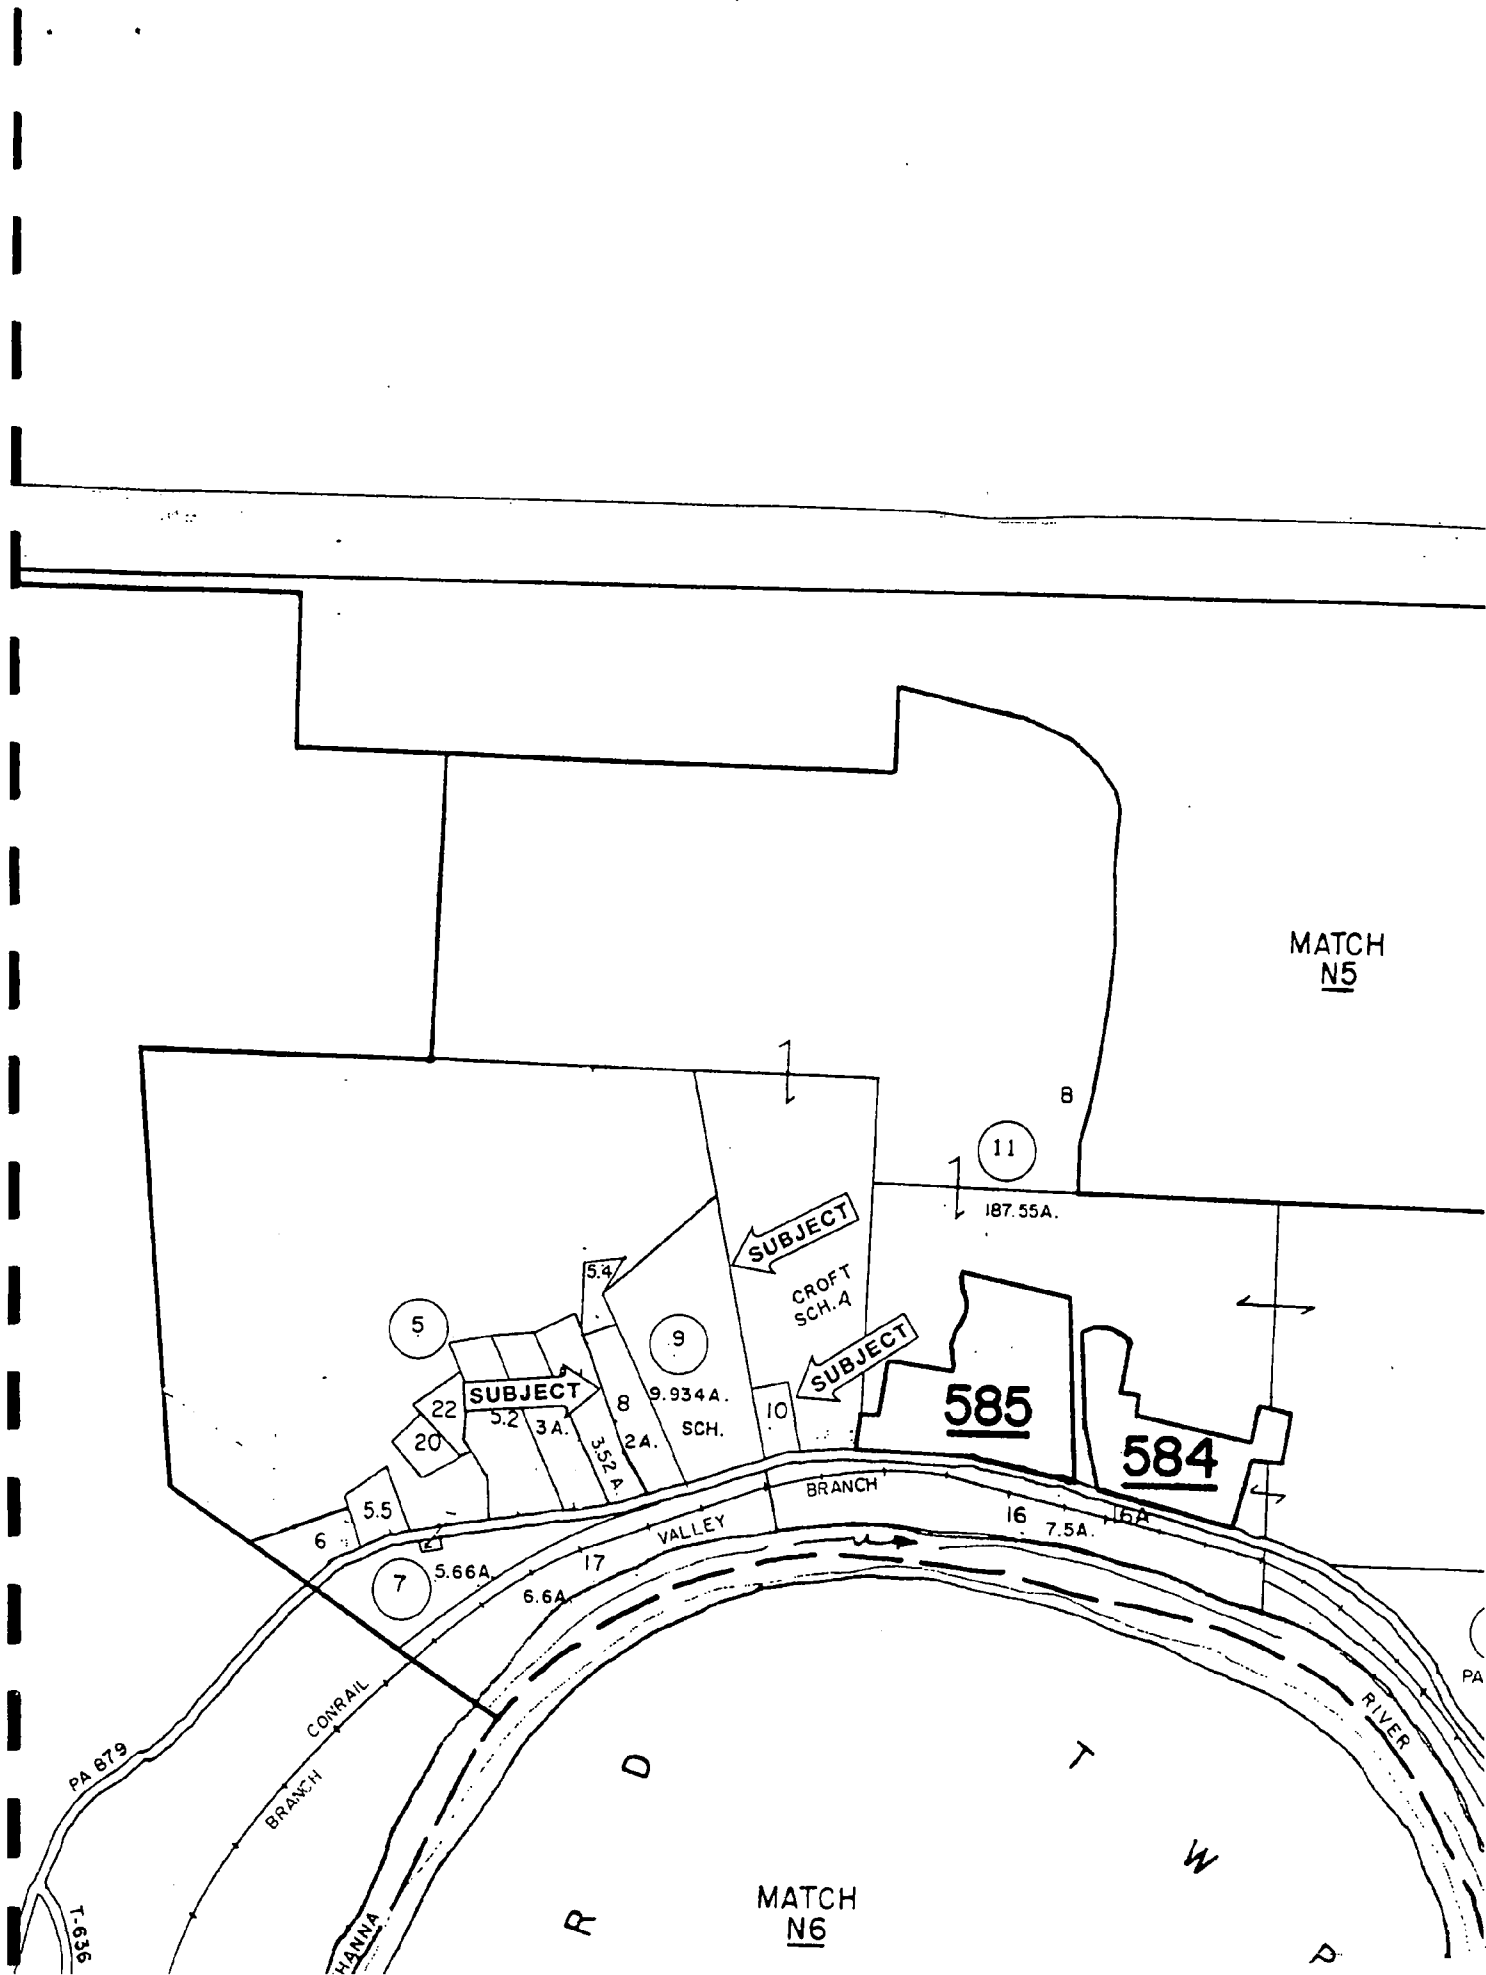 MATCH
N5
8
11
187.55A.
SUBJECT
CROFT
SCH.A
5.4
5
9
SUBJECT
9.934A.
SCH.
10
585
584
SUBJECT
8
2A.
22
5.2
3A.
3.52 A
20
5.5
6
7
5.66A.
17
6.6A.
VALLEY
BRANCH
16
7.5A.
16A
CONRAIL
BRANCH
PA 879
T-636
HANNA
RIVER
PA
R
D
T
W
P
MATCH
N6